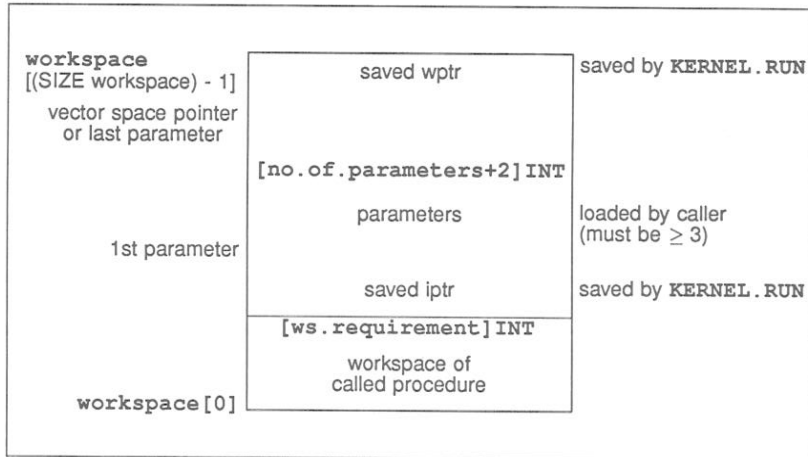 workspace saved wptr saved by KERNEL.RUN
[(SIZE workspace) - 1]
vector space pointer
or last parameter
[no.of.parameters+2]INT
parameters loaded by caller
(must be ≥ 3)
1st parameter
saved iptr saved by KERNEL.RUN
[ws.requirement]INT
workspace of
called procedure
workspace[0]